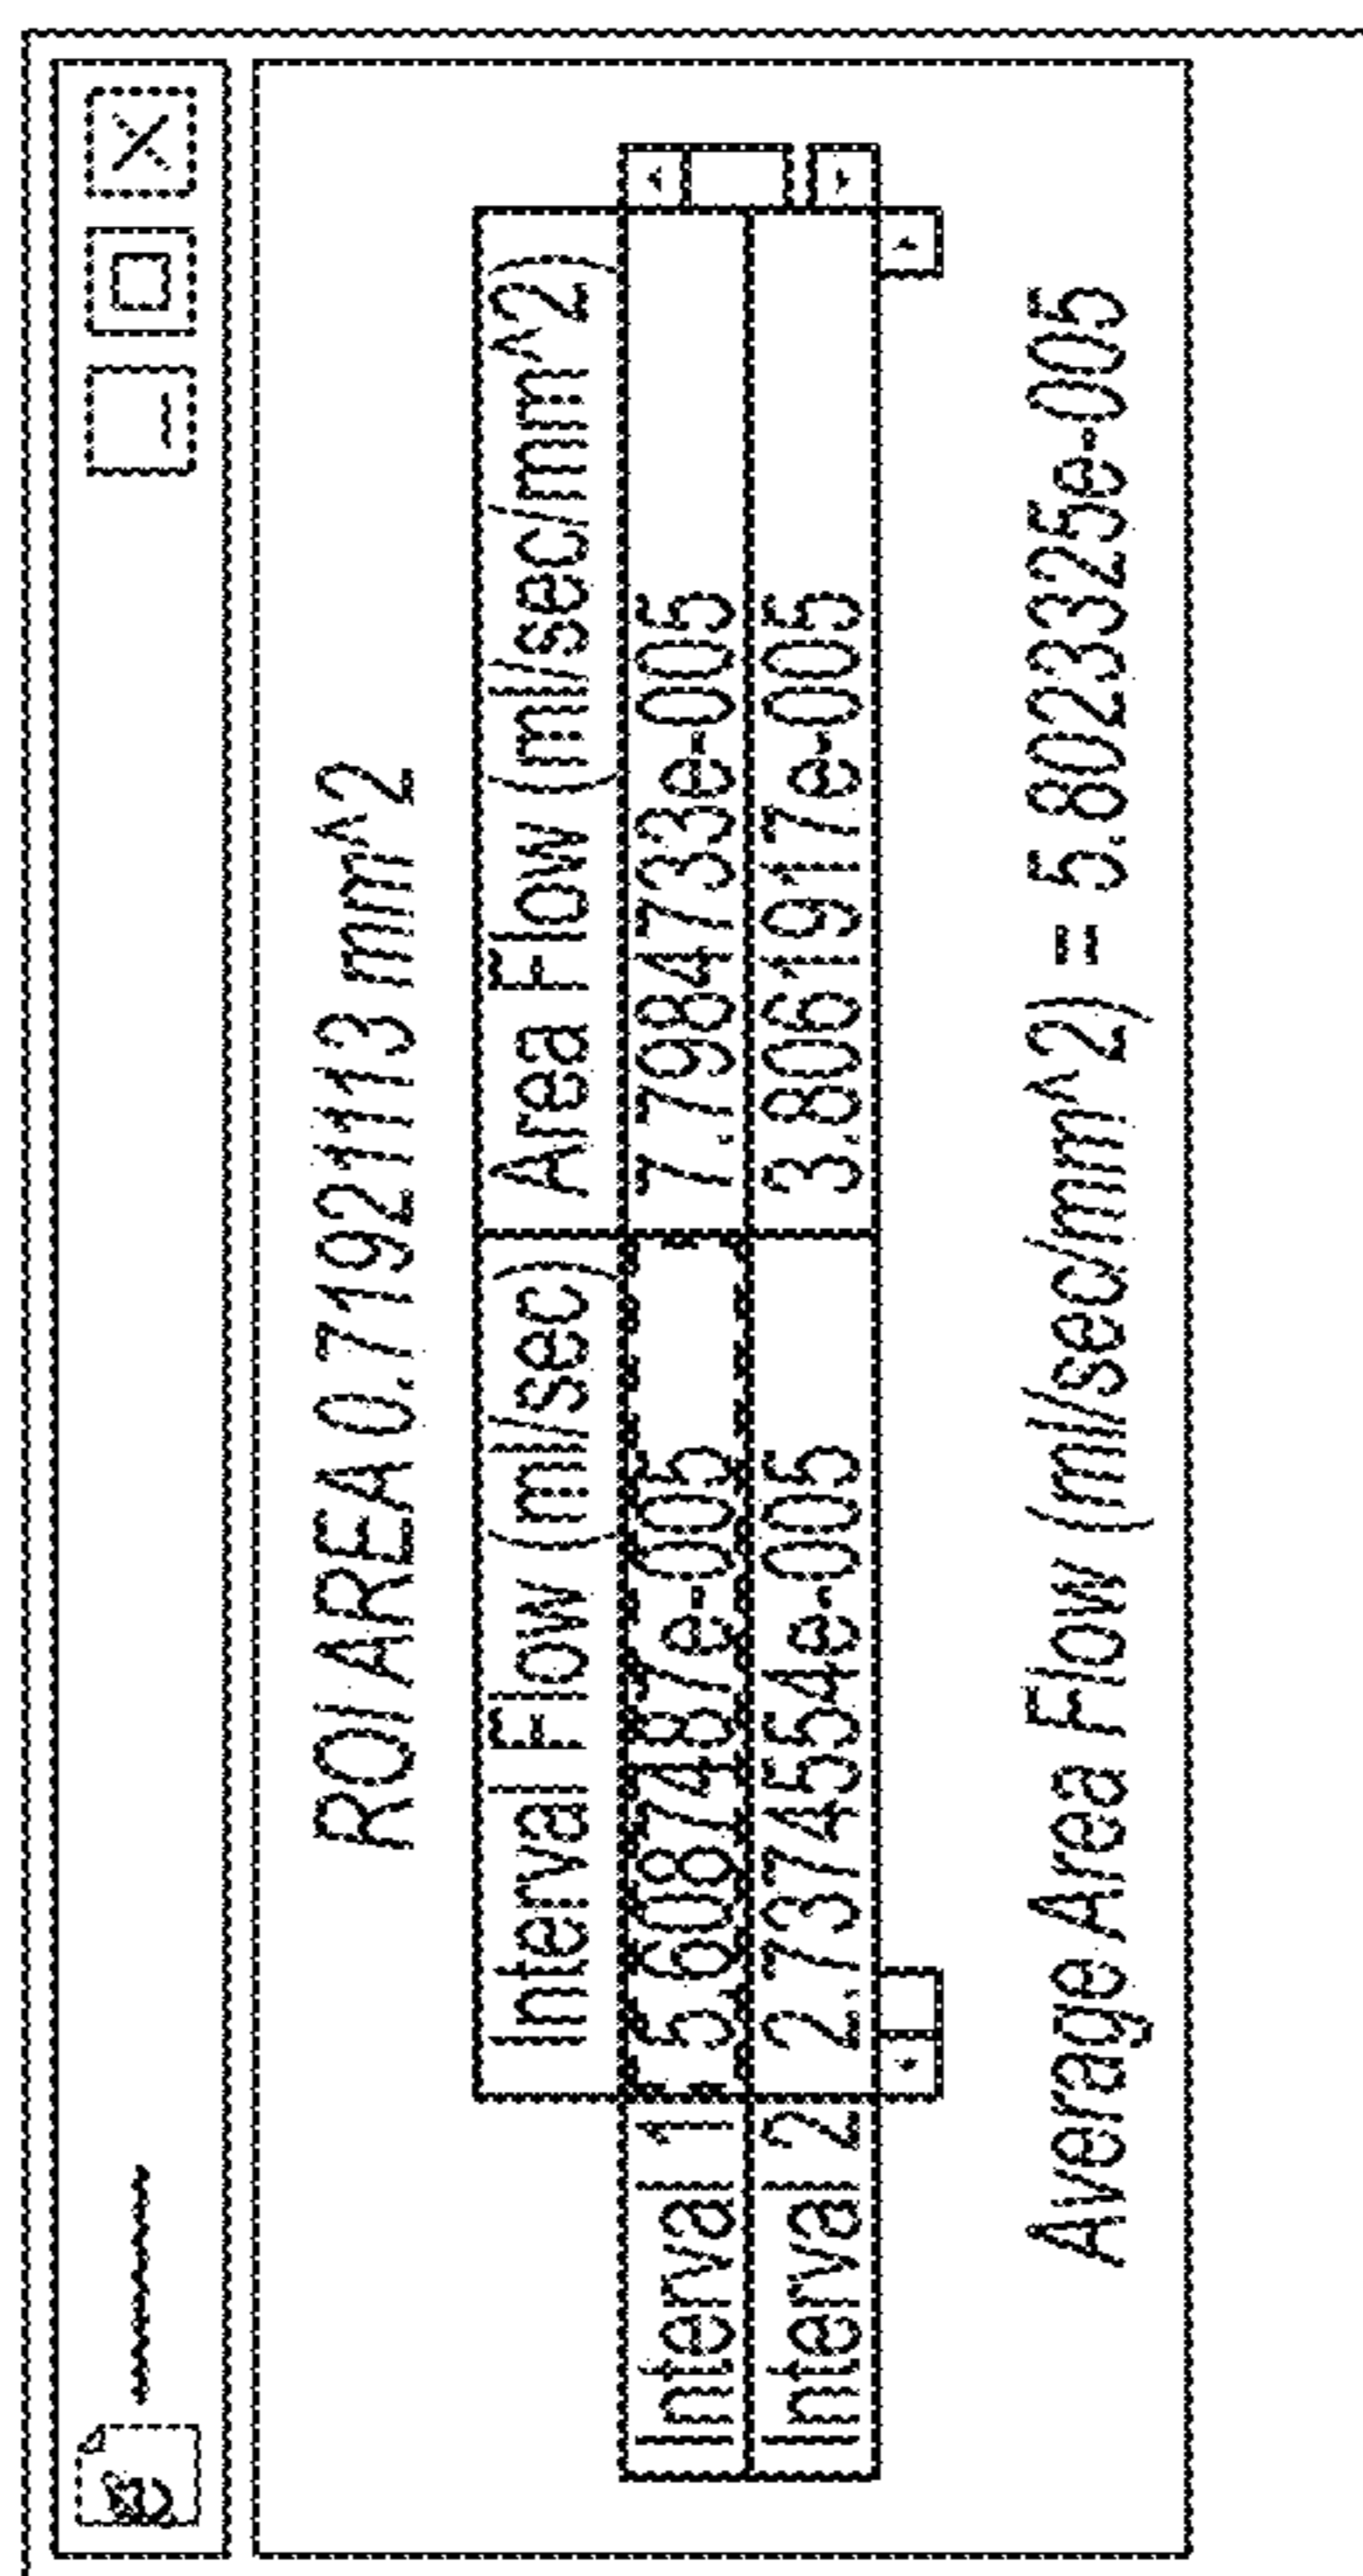 ROI AREA 0.71921113 mm^2
Interval Flow (ml/sec) Area Flow (ml/sec/mm^2)
Interval 1 5.6087487e-005 7.7984733e-005
Interval 2 2.7374554e-005 3.8061917e-005
Average Area Flow (ml/sec/mm^2) = 5.8023325e-005